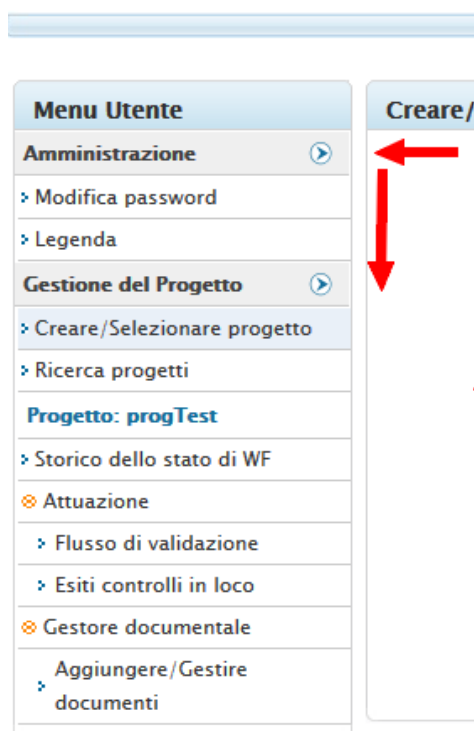 Menu Utente
Creare/
Amministrazione
Modifica password
Legenda
Gestione del Progetto
Creare/Selezionare progetto
Ricerca progetti
Progetto: progTest
Storico dello stato di WF
Attuazione
Flusso di validazione
Esiti controlli in loco
Gestore documentale
Aggiungere/Gestire
documenti